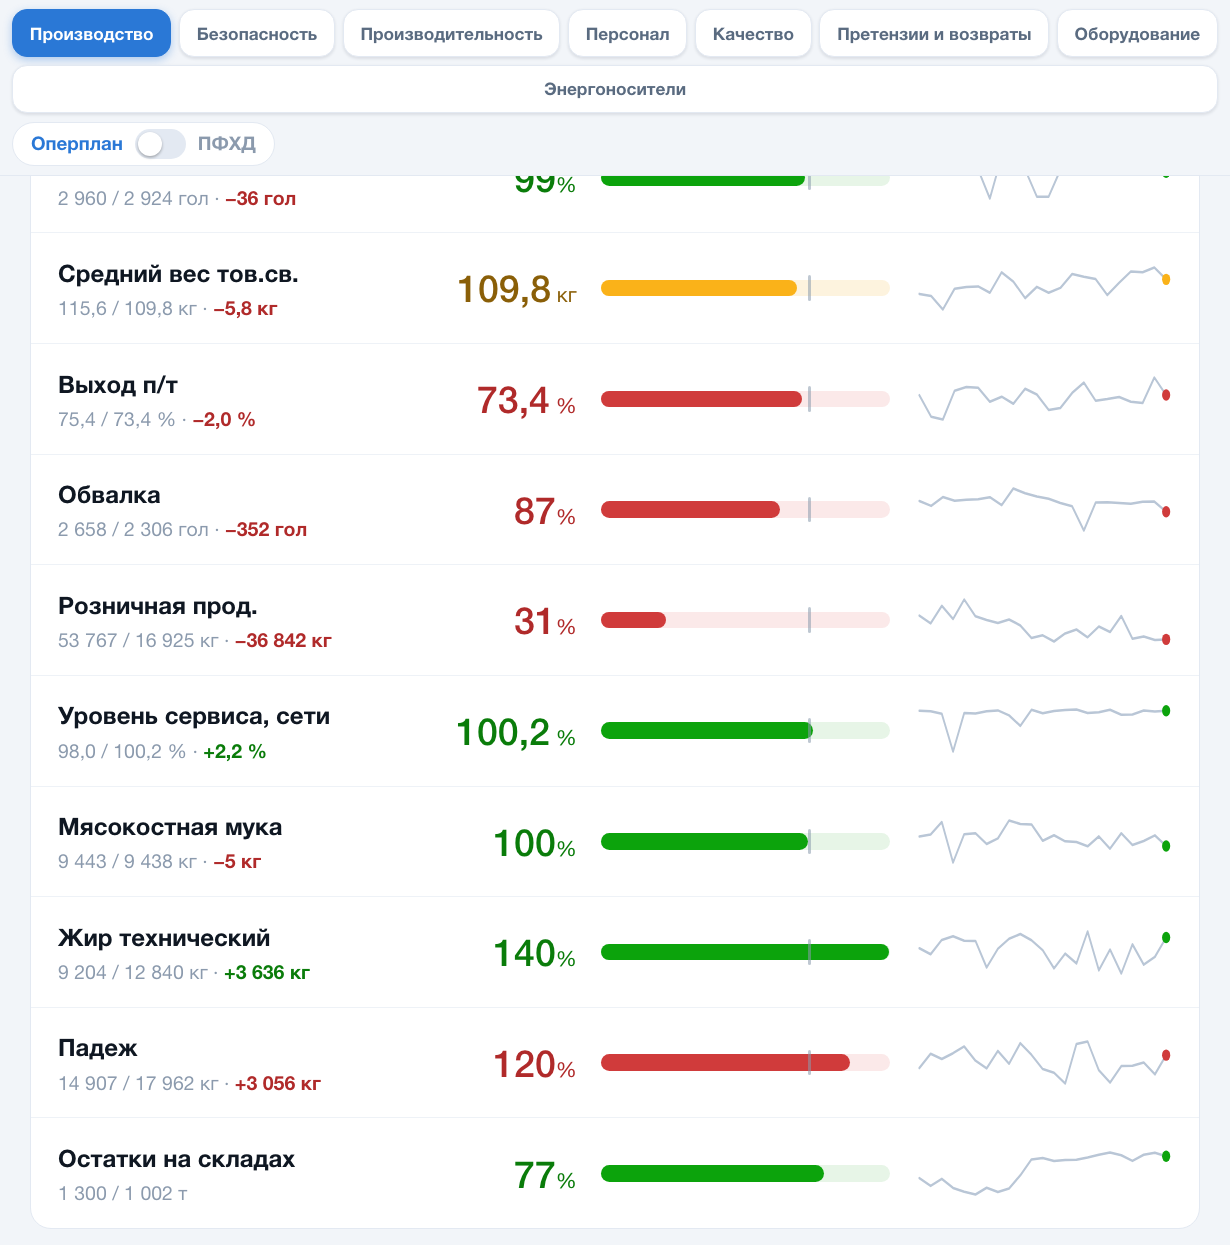 Производство
Безопасность
Производительность
Персонал
Качество
Претензии и возвраты
Оборудование
Энергоносители
Оперплан
ПФХД
99%
2 960 / 2 924 гол · −36 гол
Средний вес тов.св.
109,8 кг
115,6 / 109,8 кг · −5,8 кг
Выход п/т
73,4 %
75,4 / 73,4 % · −2,0 %
Обвалка
87%
2 658 / 2 306 гол · −352 гол
Розничная прод.
31%
53 767 / 16 925 кг · −36 842 кг
Уровень сервиса, сети
100,2 %
98,0 / 100,2 % · +2,2 %
Мясокостная мука
100%
9 443 / 9 438 кг · −5 кг
Жир технический
140%
9 204 / 12 840 кг · +3 636 кг
Падеж
120%
14 907 / 17 962 кг · +3 056 кг
Остатки на складах
77%
1 300 / 1 002 т